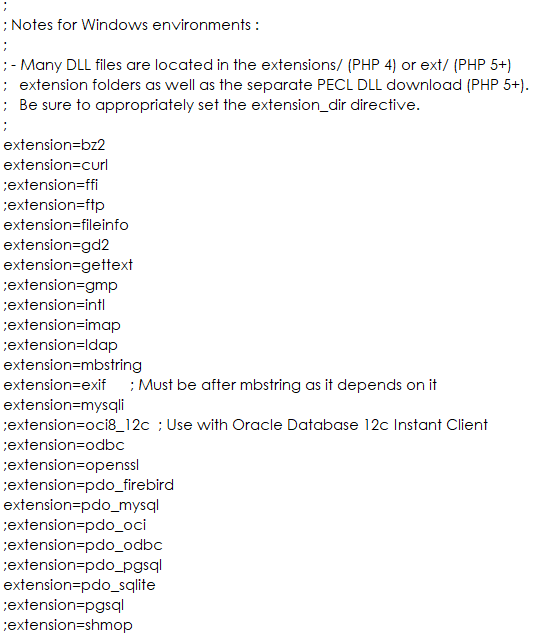 ;
; Notes for Windows environments :
;
; - Many DLL files are located in the extensions/ (PHP 4) or ext/ (PHP 5+)
;   extension folders as well as the separate PECL DLL download (PHP 5+).
;   Be sure to appropriately set the extension_dir directive.
;
extension=bz2
extension=curl
;extension=ffi
;extension=ftp
extension=fileinfo
extension=gd2
extension=gettext
;extension=gmp
;extension=intl
;extension=imap
;extension=ldap
extension=mbstring
extension=exif      ; Must be after mbstring as it depends on it
extension=mysqli
;extension=oci8_12c  ; Use with Oracle Database 12c Instant Client
;extension=odbc
;extension=openssl
;extension=pdo_firebird
extension=pdo_mysql
;extension=pdo_oci
;extension=pdo_odbc
;extension=pdo_pgsql
extension=pdo_sqlite
;extension=pgsql
;extension=shmop